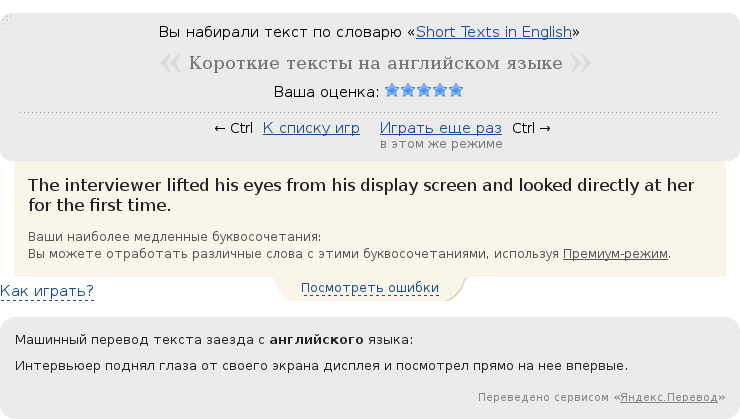 Вы набирали текст по словарю «Short Texts in English»
« Короткие тексты на английском языке »
Ваша оценка:
← Ctrl К списку игр Играть еще раз Ctrl →
в этом же режиме
The interviewer lifted his eyes from his display screen and looked directly at her
for the first time.
Ваши наиболее медленные буквосочетания:
Вы можете отработать различные слова с этими буквосочетаниями, используя Премиум-режим.
Посмотреть ошибки
Как играть?
Машинный перевод текста заезда с английского языка:
Интервьюер поднял глаза от своего экрана дисплея и посмотрел прямо на нее впервые.
Переведено сервисом «Яндекс.Перевод»